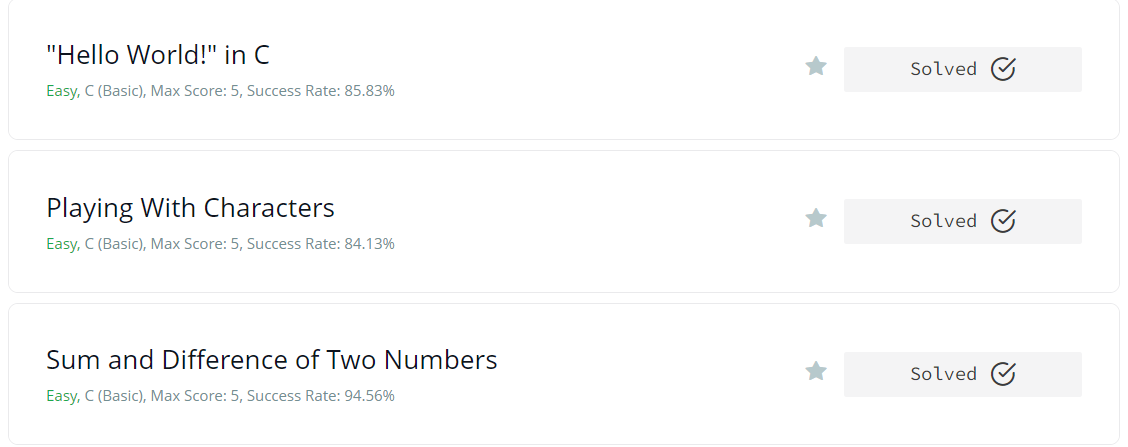 "Hello World!" in C
Solved
Easy, C (Basic), Max Score: 5, Success Rate: 85.83%
Playing With Characters
Solved
Easy, C (Basic), Max Score: 5, Success Rate: 84.13%
Sum and Difference of Two Numbers
Solved
Easy, C (Basic), Max Score: 5, Success Rate: 94.56%